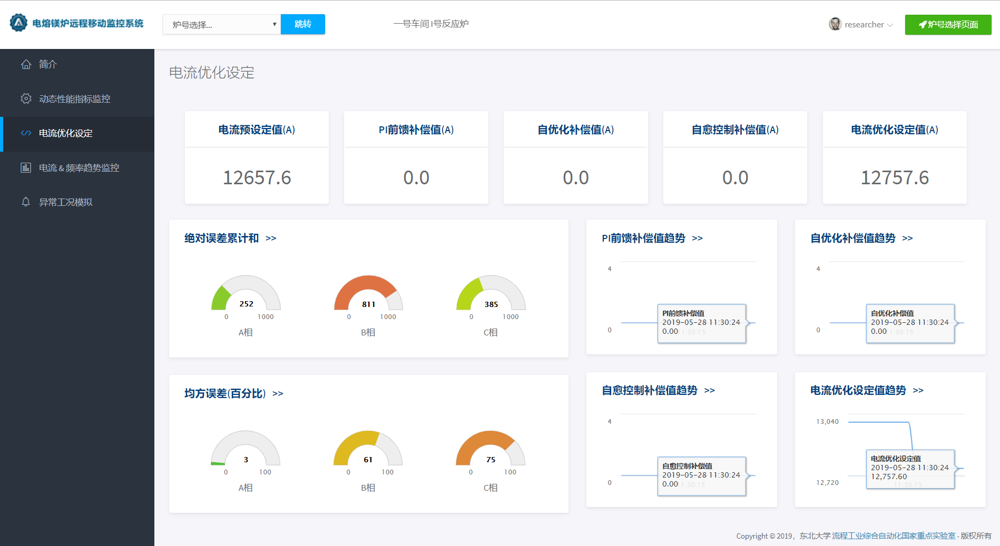 电熔镁炉远程移动监控系统
炉号选择...
跳转
一号车间 I号反应炉
researcher
炉号选择页面
简介
动态性能指标监控
电流优化设定
电流 & 频率趋势监控
异常工况模拟
电流优化设定
电流预设定值(A)
12657.6
PI前馈补偿值(A)
0.0
自优化补偿值(A)
0.0
自愈控制补偿值(A)
0.0
电流优化设定值(A)
12757.6
绝对误差累计和 >>
252
0 1000
A相
811
0 1000
B相
385
0 1000
C相
PI前馈补偿值趋势 >>
4
0
PI前馈补偿值
2019-05-28 11:30:24
0.00
11:30:15
自优化补偿值趋势 >>
4
0
自优化补偿值
2019-05-28 11:30:24
0.00
11:30:15
均方误差(百分比) >>
3
0 100
A相
61
0 100
B相
75
0 100
C相
自愈控制补偿值趋势 >>
4
0
自愈控制补偿值
2019-05-28 11:30:24
0.00
11:30:15
电流优化设定值趋势 >>
13,040
12,720
电流优化设定值
2019-05-28 11:30:24
12,757.60
11:30:15
Copyright © 2019，东北大学 流程工业综合自动化国家重点实验室 - 版权所有